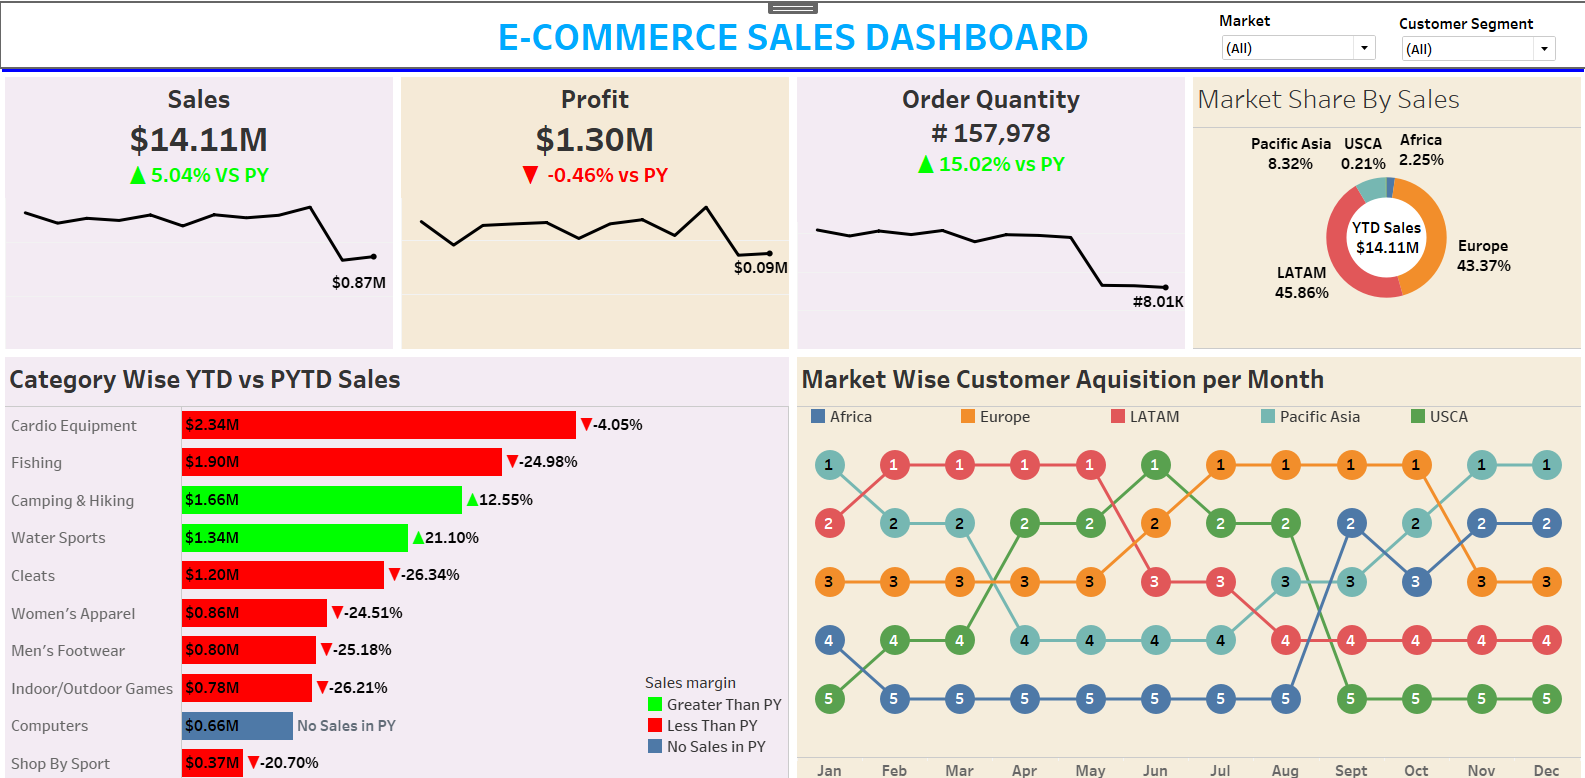 E-COMMERCE SALES DASHBOARD
Market
(All)
Customer Segment
(All)
Sales
$14.11M
▲ 5.04% VS PY
$0.87M
Profit
$1.30M
▼ -0.46% vs PY
$0.09M
Order Quantity
# 157,978
▲ 15.02% vs PY
#8.01K
Market Share By Sales
Pacific Asia
8.32%
USCA
0.21%
Africa
2.25%
YTD Sales
$14.11M
Europe
43.37%
LATAM
45.86%
Category Wise YTD vs PYTD Sales
Cardio Equipment $2.34M ▼-4.05%
Fishing $1.90M ▼-24.98%
Camping & Hiking $1.66M ▲12.55%
Water Sports $1.34M ▲21.10%
Cleats $1.20M ▼-26.34%
Women's Apparel $0.86M ▼-24.51%
Men's Footwear $0.80M ▼-25.18%
Indoor/Outdoor Games $0.78M ▼-26.21%
Computers $0.66M No Sales in PY
Shop By Sport $0.37M ▼-20.70%
Sales margin
Greater Than PY
Less Than PY
No Sales in PY
Market Wise Customer Aquisition per Month
Africa Europe LATAM Pacific Asia USCA
1 1 1 1 1 1 1 1 1 1 1 1
2 2 2 2 2 2 2 2 2 2 2 2
3 3 3 3 3 3 3 3 3 3 3 3
4 4 4 4 4 4 4 4 4 4 4 4
5 5 5 5 5 5 5 5 5 5 5 5
Jan Feb Mar Apr May Jun Jul Aug Sept Oct Nov Dec